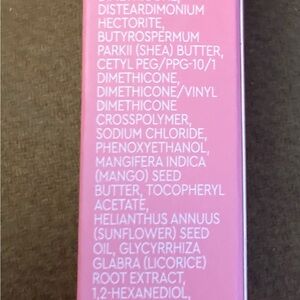 DISTEARDIMONIUM
HECTORITE,
BUTYROSPERMUM
PARKII (SHEA) BUTTER,
CETYL PEG/PPG-10/1
DIMETHICONE,
DIMETHICONE/VINYL
DIMETHICONE
CROSSPOLYMER,
SODIUM CHLORIDE,
PHENOXYETHANOL,
MANGIFERA INDICA
(MANGO) SEED
BUTTER, TOCOPHERYL
ACETATE,
HELIANTHUS ANNUUS
(SUNFLOWER) SEED
OIL, GLYCYRRHIZA
GLABRA (LICORICE)
ROOT EXTRACT,
1,2-HEXANEDIOL,